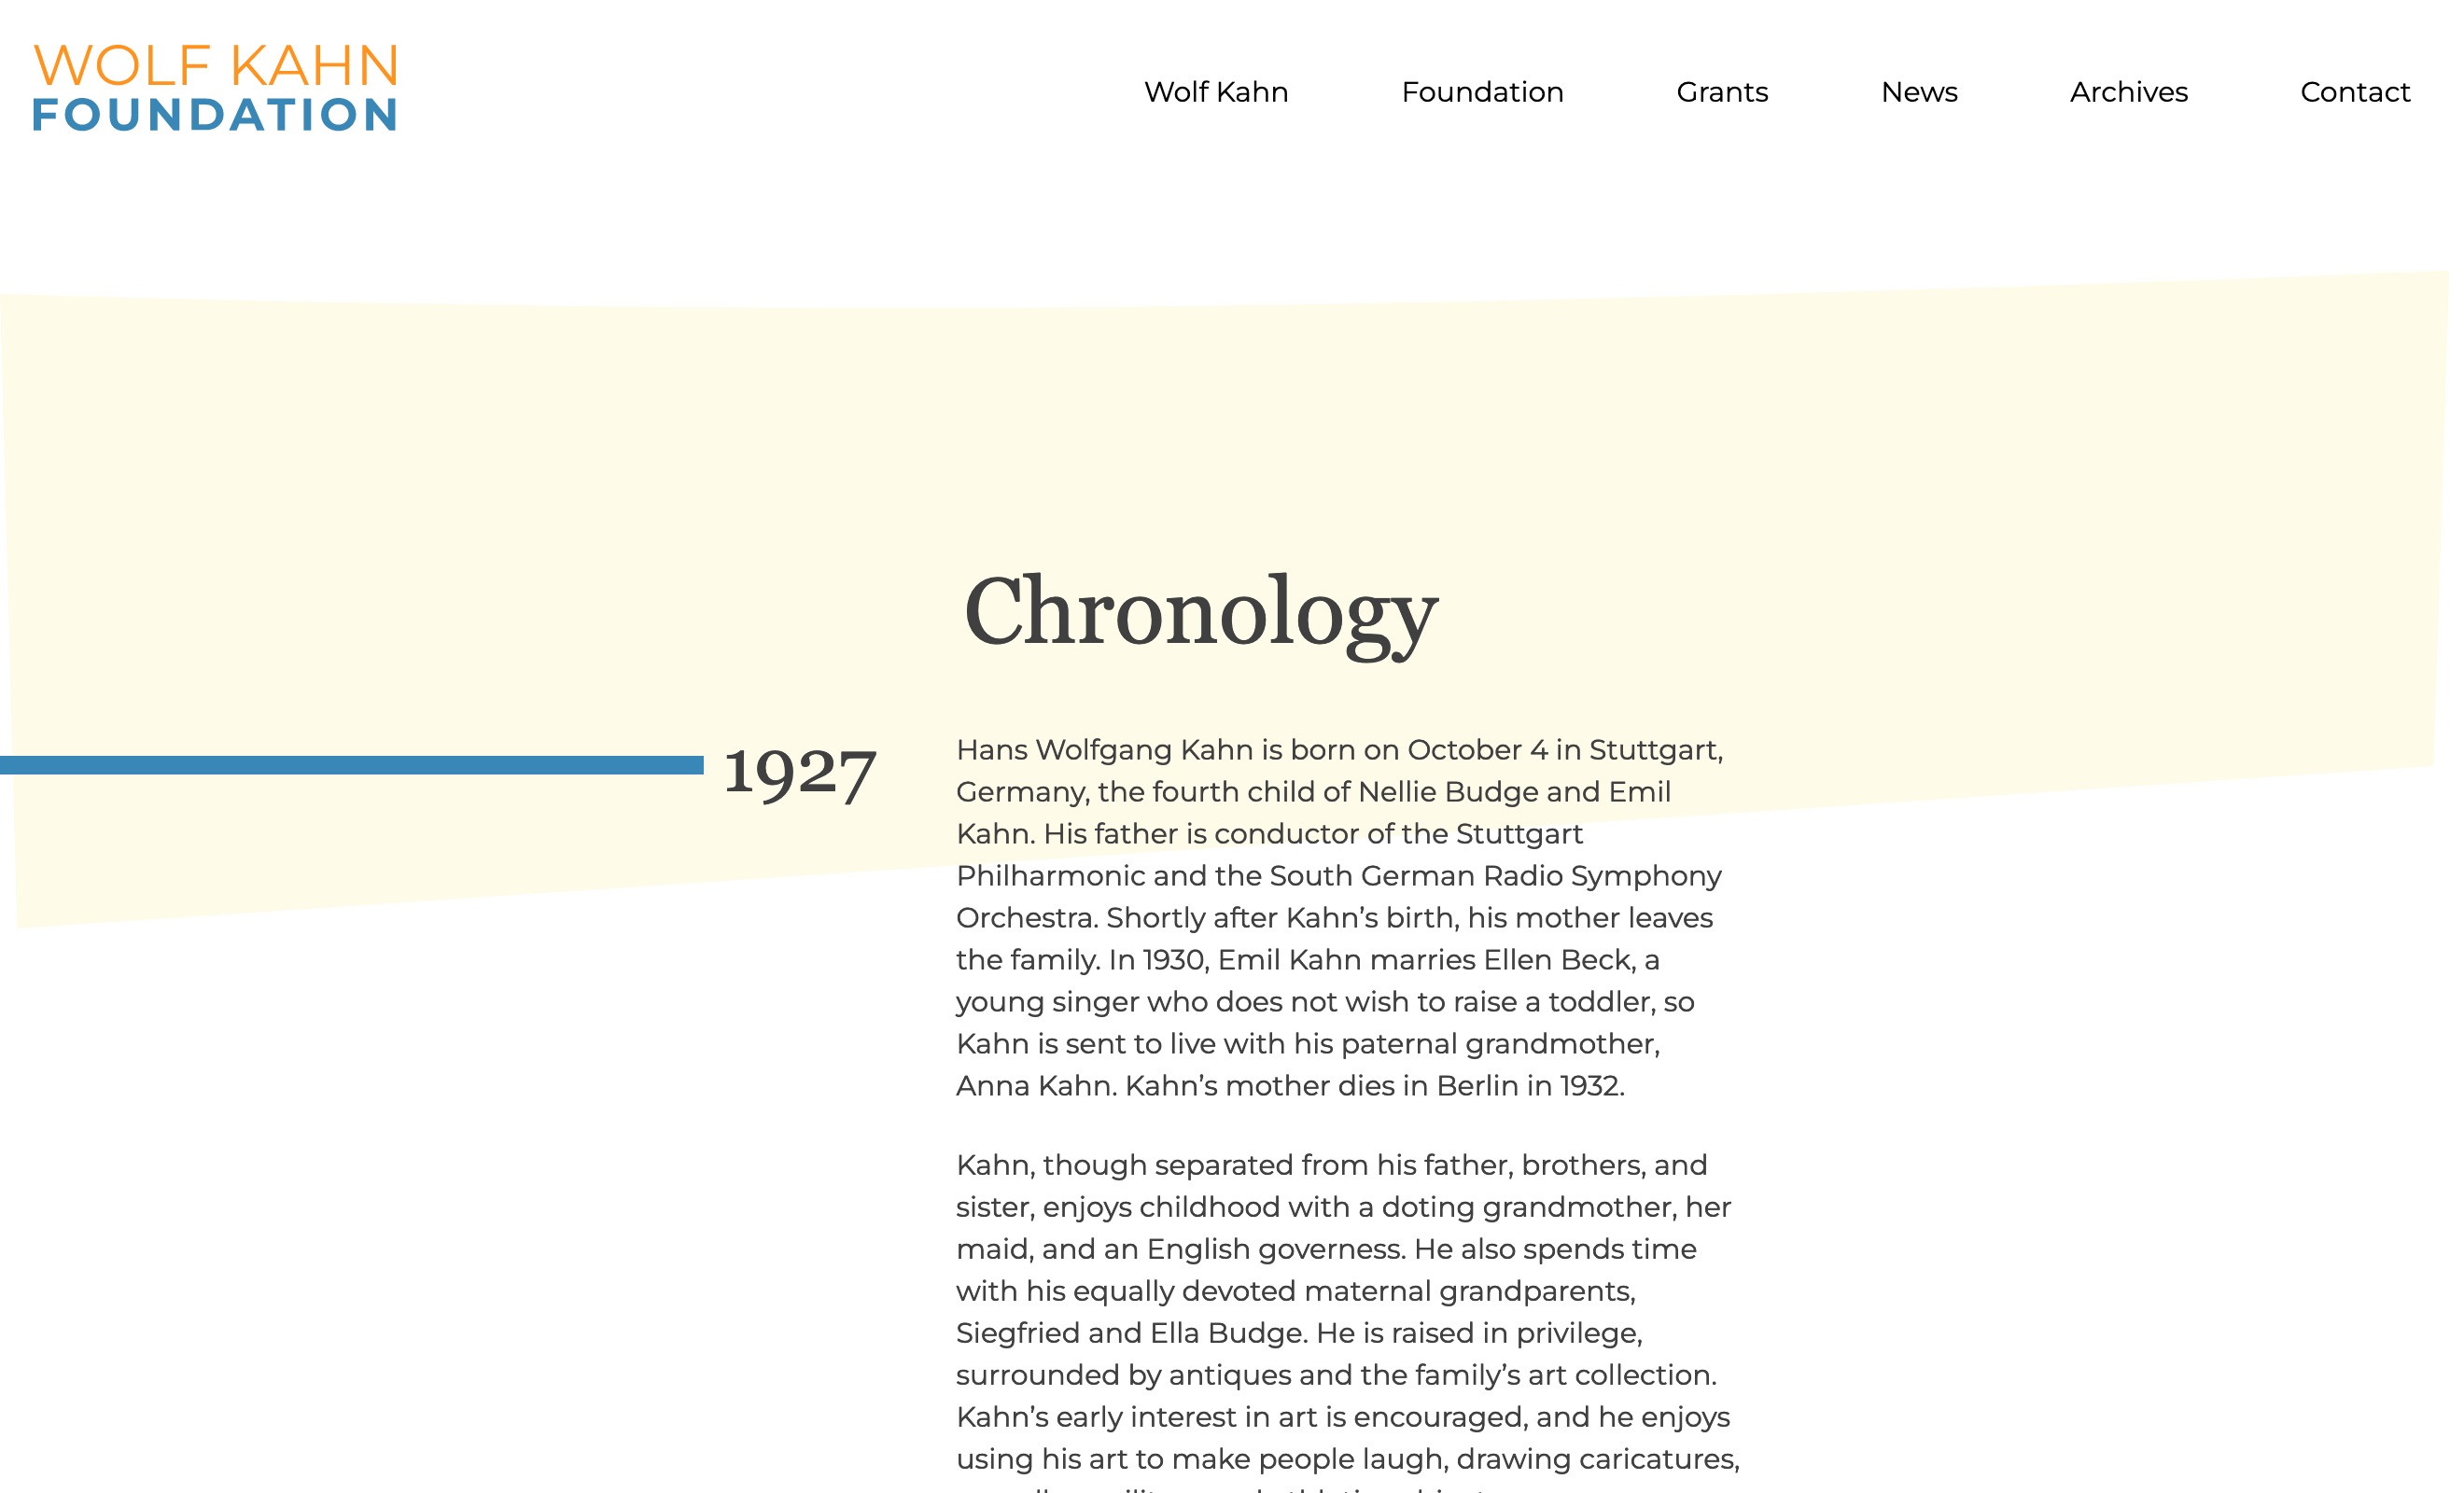 WOLF KAHN
FOUNDATION
Wolf Kahn Foundation Grants News Archives Contact
Chronology
1927
Hans Wolfgang Kahn is born on October 4 in Stuttgart,
Germany, the fourth child of Nellie Budge and Emil
Kahn. His father is conductor of the Stuttgart
Philharmonic and the South German Radio Symphony
Orchestra. Shortly after Kahn’s birth, his mother leaves
the family. In 1930, Emil Kahn marries Ellen Beck, a
young singer who does not wish to raise a toddler, so
Kahn is sent to live with his paternal grandmother,
Anna Kahn. Kahn’s mother dies in Berlin in 1932.
Kahn, though separated from his father, brothers, and
sister, enjoys childhood with a doting grandmother, her
maid, and an English governess. He also spends time
with his equally devoted maternal grandparents,
Siegfried and Ella Budge. He is raised in privilege,
surrounded by antiques and the family’s art collection.
Kahn’s early interest in art is encouraged, and he enjoys
using his art to make people laugh, drawing caricatures,